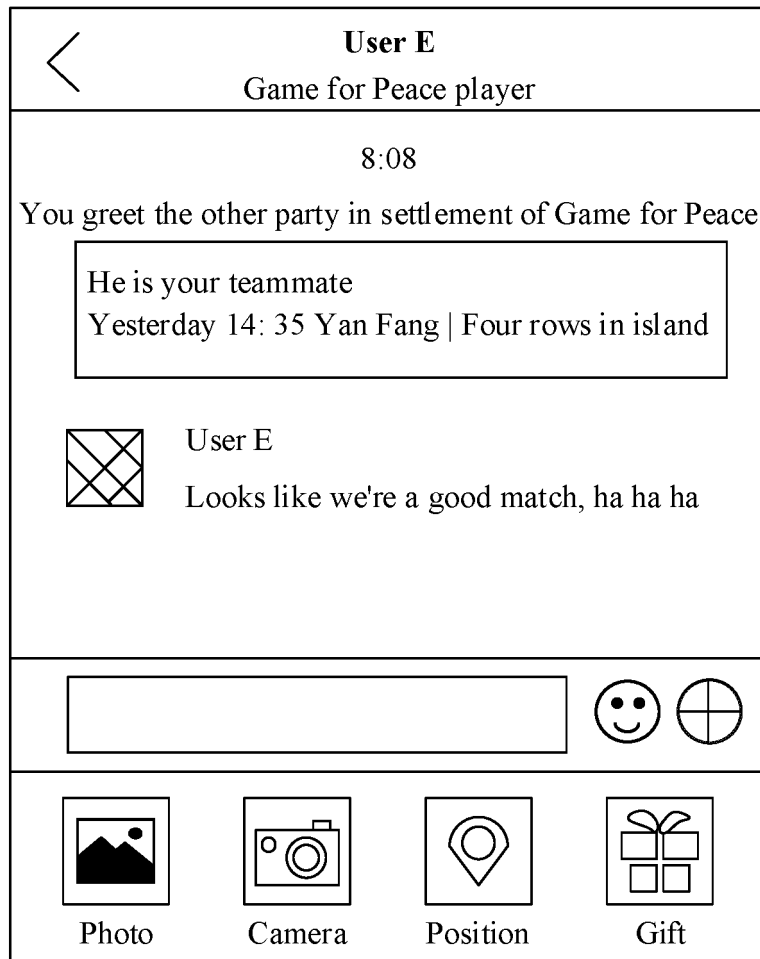 User E
Game for Peace player
8:08
You greet the other party in settlement of Game for Peace
He is your teammate
Yesterday 14: 35 Yan Fang | Four rows in island
User E
Looks like we're a good match, ha ha ha
Photo
Camera
Position
Gift